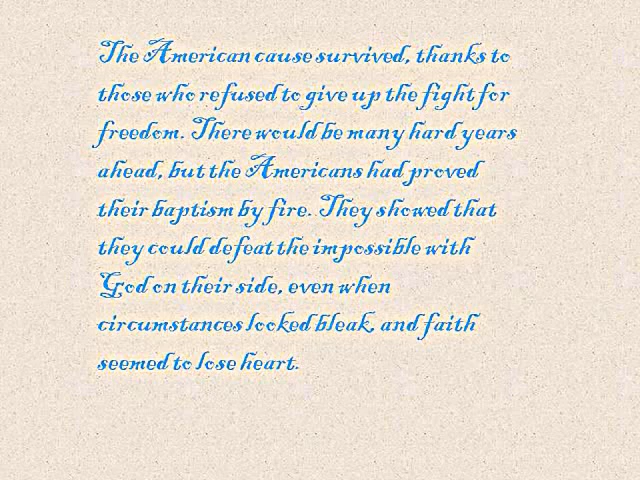 The American cause survived, thanks to
those who refused to give up the fight for
freedom. There would be many hard years
ahead, but the Americans had proved
their baptism by fire. They showed that
they could defeat the impossible with
God on their side, even when
circumstances looked bleak, and faith
seemed to lose heart.